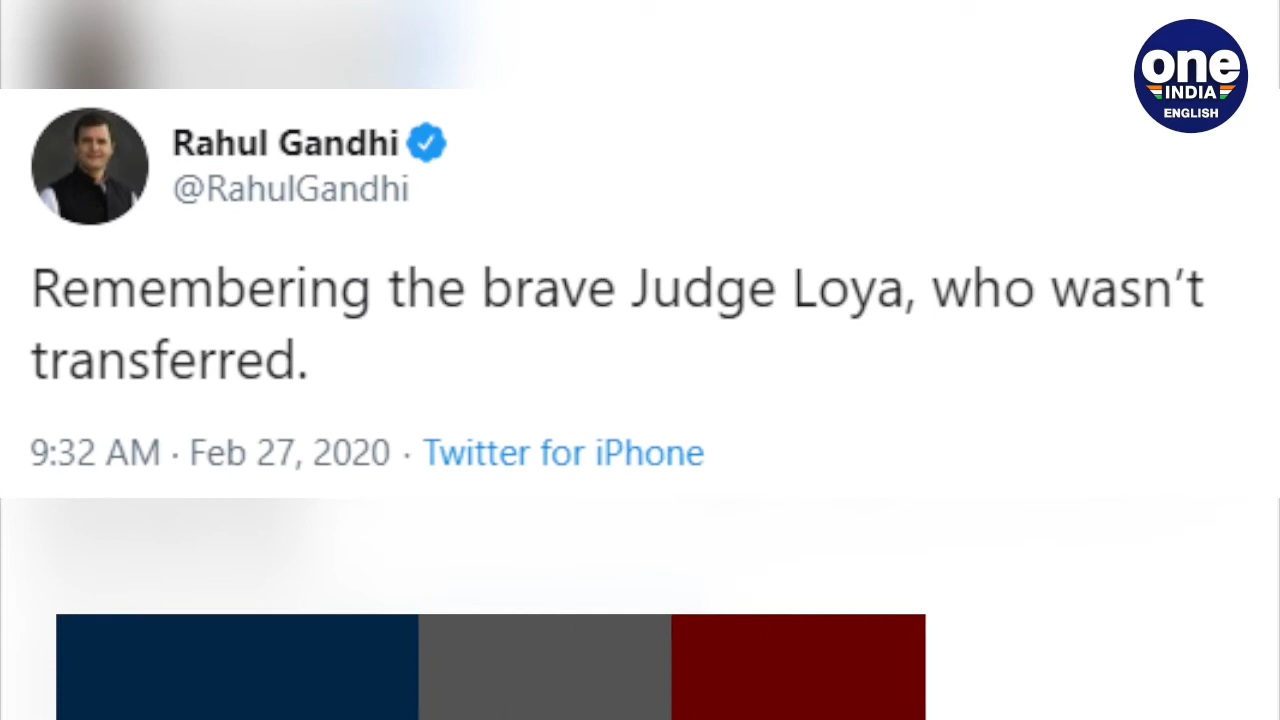 one
INDIA
ENGLISH
Rahul Gandhi
@RahulGandhi
Remembering the brave Judge Loya, who wasn’t
transferred.
9:32 AM · Feb 27, 2020 · Twitter for iPhone